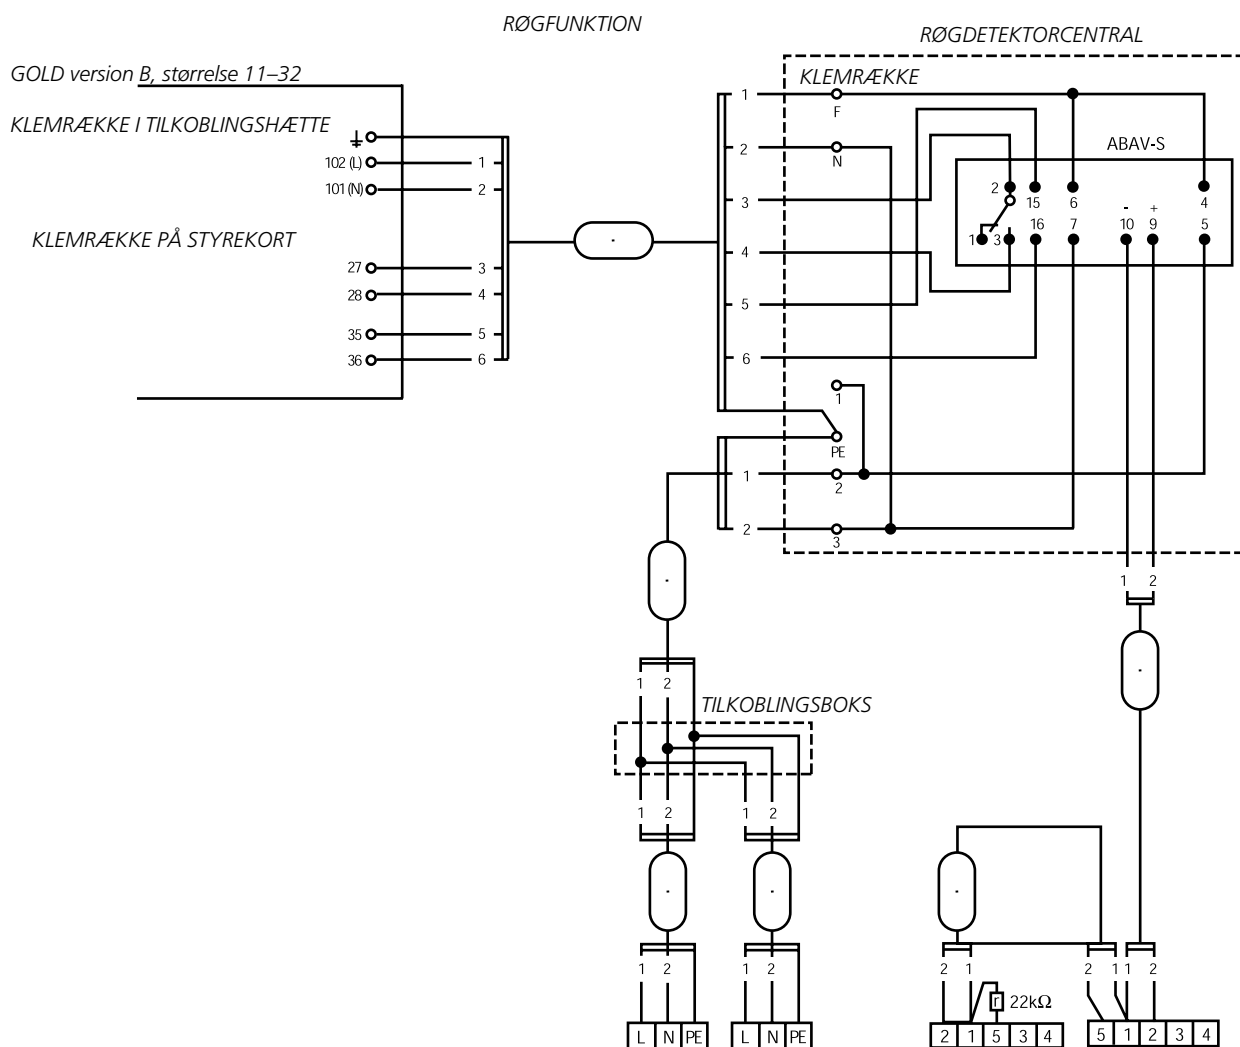 RØGFUNKTION
RØGDETEKTORCENTRAL
GOLD version B, størrelse 11–32
KLEMRÆKKE
KLEMRÆKKE I TILKOBLINGSHÆTTE
1
F
102 (L)
1
101 (N)
2
2
N
ABAV-S
KLEMRÆKKE PÅ STYREKORT
3
2
15
6
- +
4
1
3
16
7
10
9
5
27
3
4
28
4
5
35
5
36
6
6
1
PE
1
2
2
3
1 2
1 2
TILKOBLINGSBOKS
1 2 1 2
1 2 1 2
2 1 2 1 1 2
r 22kΩ
L N PE L N PE 2 1 5 3 4 5 1 2 3 4